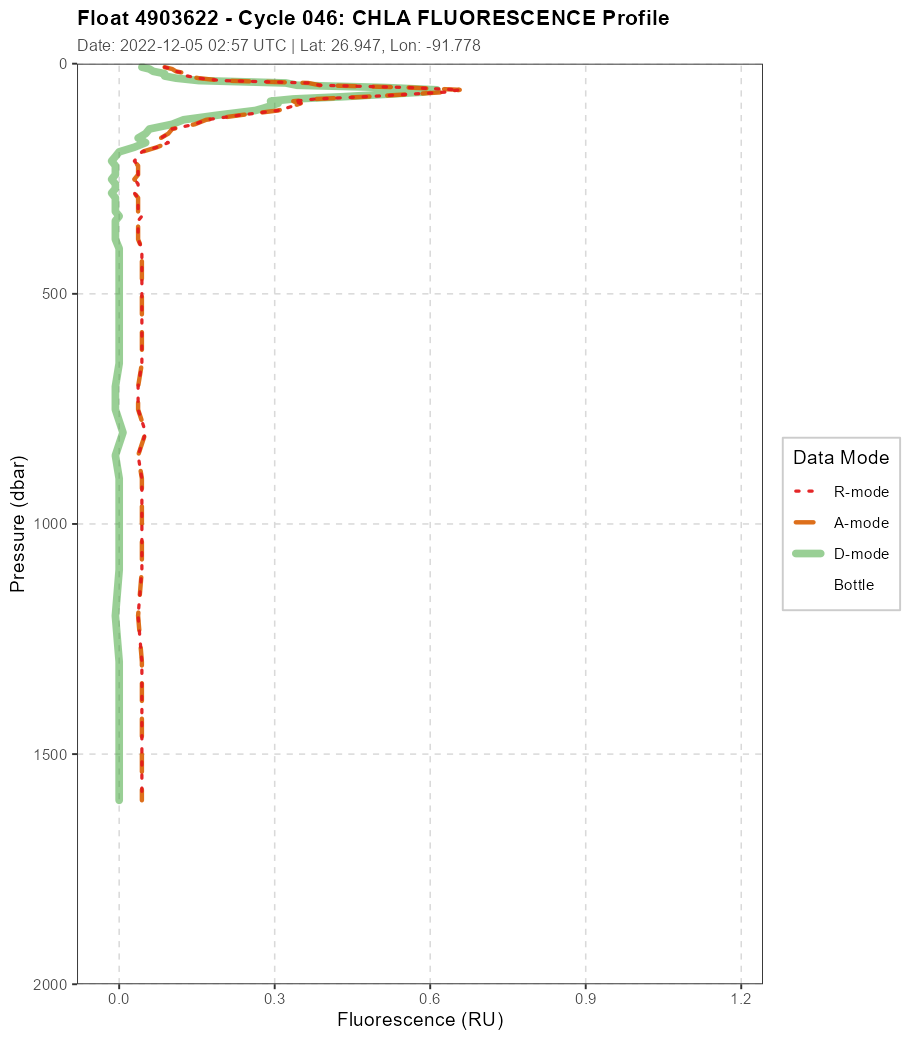 Float 4903622 - Cycle 046: CHLA FLUORESCENCE Profile
Date: 2022-12-05 02:57 UTC | Lat: 26.947, Lon: -91.778
0
500
1000
1500
2000
Pressure (dbar)
0.0 0.3 0.6 0.9 1.2
Fluorescence (RU)
Data Mode
R-mode
A-mode
D-mode
Bottle